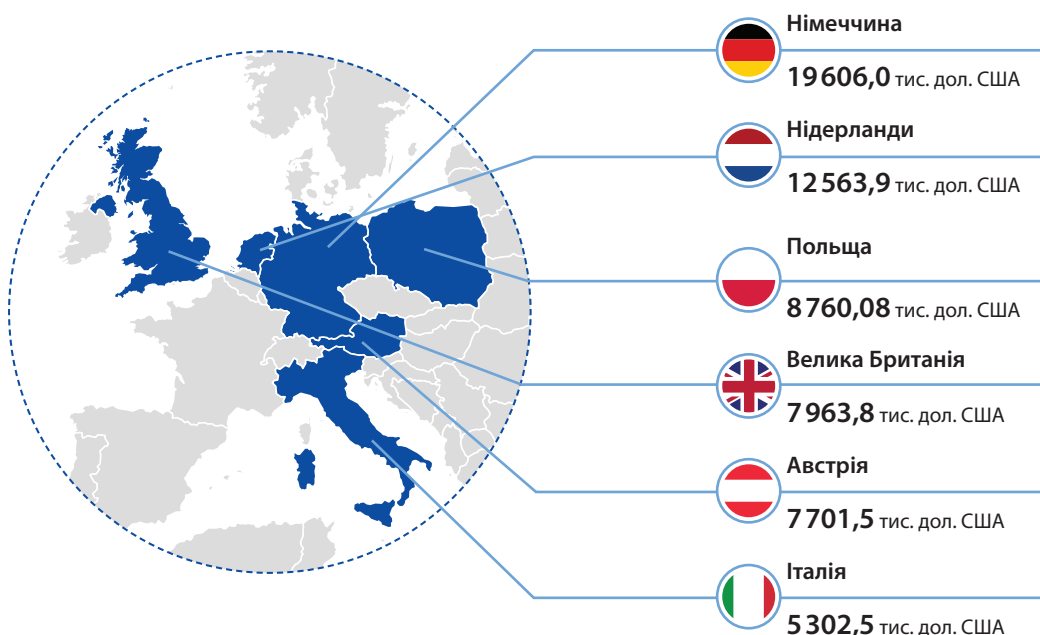 Німеччина
19 606,0 тис. дол. США
Нідерланди
12 563,9 тис. дол. США
Польща
8 760,08 тис. дол. США
Велика Британія
7 963,8 тис. дол. США
Австрія
7 701,5 тис. дол. США
Італія
5 302,5 тис. дол. США